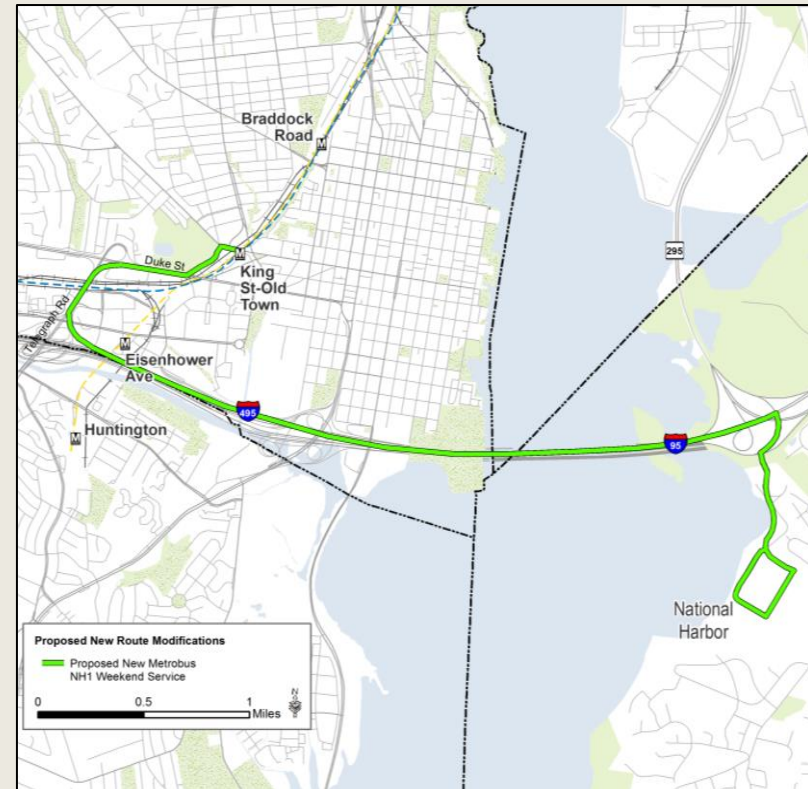 Braddock
Road
M
295
Duke St
M
King
St-Old
Town
Telegraph Rd
M
Eisenhower
Ave
495
M
Huntington
95
National
Harbor
Proposed New Route Modifications
Proposed New Metrobus
NH1 Weekend Service
0 0.5 1
Miles
N